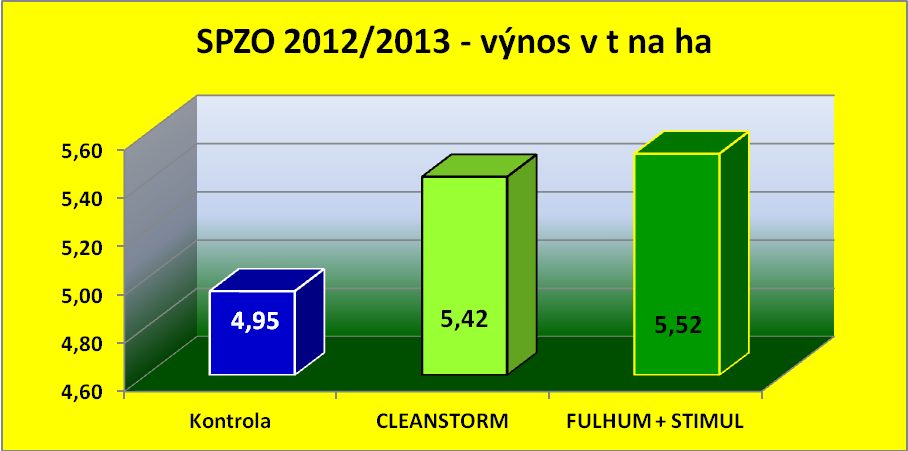 SPZO 2012/2013 - výnos v t na ha
5,60
5,40
5,20
5,00
4,80
4,60
4,95
5,42
5,52
Kontrola
CLEANSTORM
FULHUM + STIMUL